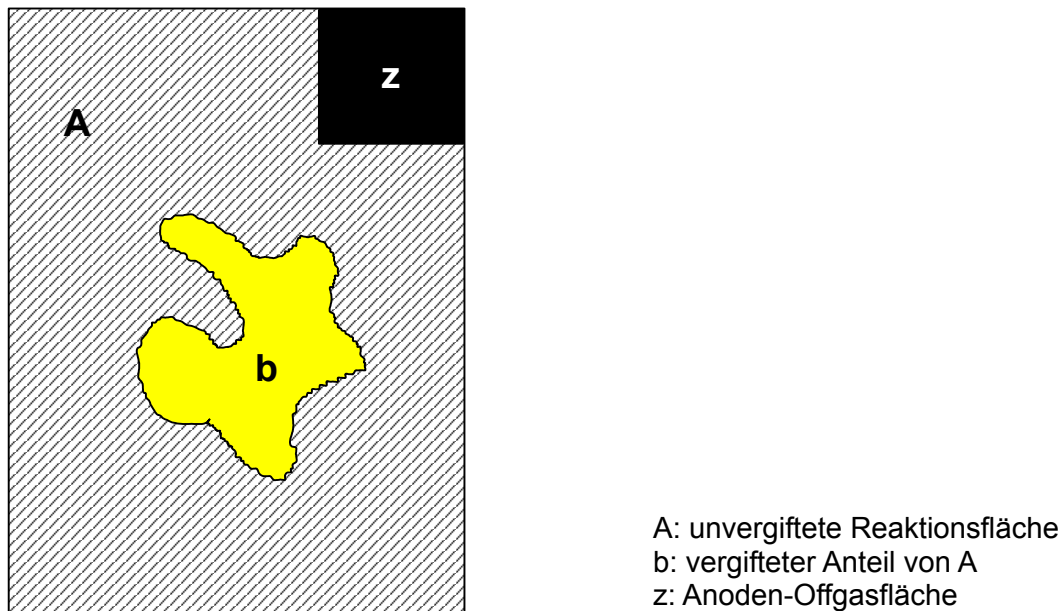 z
A
b
A: unvergiftete Reaktionsfläche
b: vergifteter Anteil von A
z: Anoden-Offgasfläche